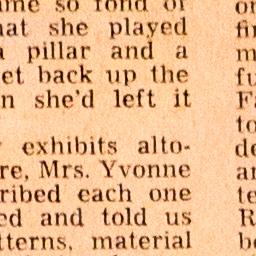 ame so fond of
hat she played
a pillar and a
et back up the
n she'd left it
exhibits alto-
re, Mrs. Yvonne
ribed each one
ed and told us
tterns, material